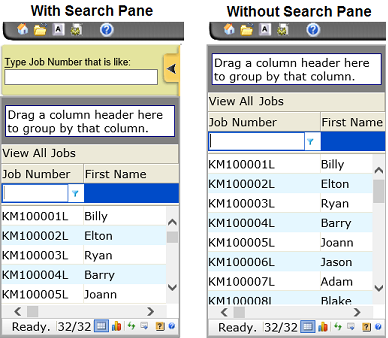 With Search Pane
Type Job Number that is like:
Drag a column header here
to group by that column.
View All Jobs
Job Number First Name
KM100001L Billy
KM100002L Elton
KM100003L Ryan
KM100004L Barry
KM100005L Joann
Ready. 32/32
Without Search Pane
Drag a column header here
to group by that column.
View All Jobs
Job Number First Name
KM100001L Billy
KM100002L Elton
KM100003L Ryan
KM100004L Barry
KM100005L Joann
KM100006L Jason
KM100007L Adam
KM100008L Blake
Ready. 32/32